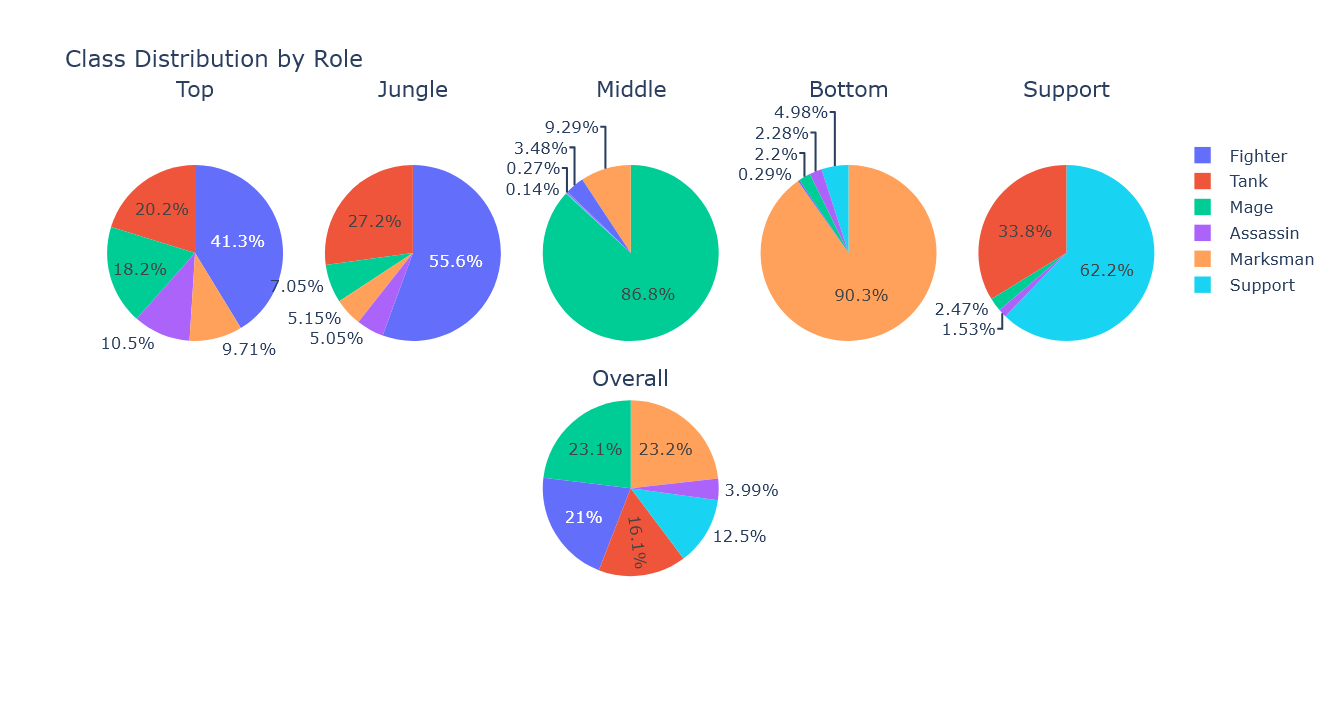 Class Distribution by Role
Top
Jungle
Middle
Bottom
Support
41.3%
20.2%
18.2%
10.5%
9.71%
55.6%
27.2%
7.05%
5.15%
5.05%
9.29%
3.48%
0.27%
0.14%
86.8%
4.98%
2.28%
2.2%
0.29%
90.3%
33.8%
62.2%
2.47%
1.53%
Fighter
Tank
Mage
Assassin
Marksman
Support
Overall
23.1%
23.2%
3.99%
21%
16.1%
12.5%